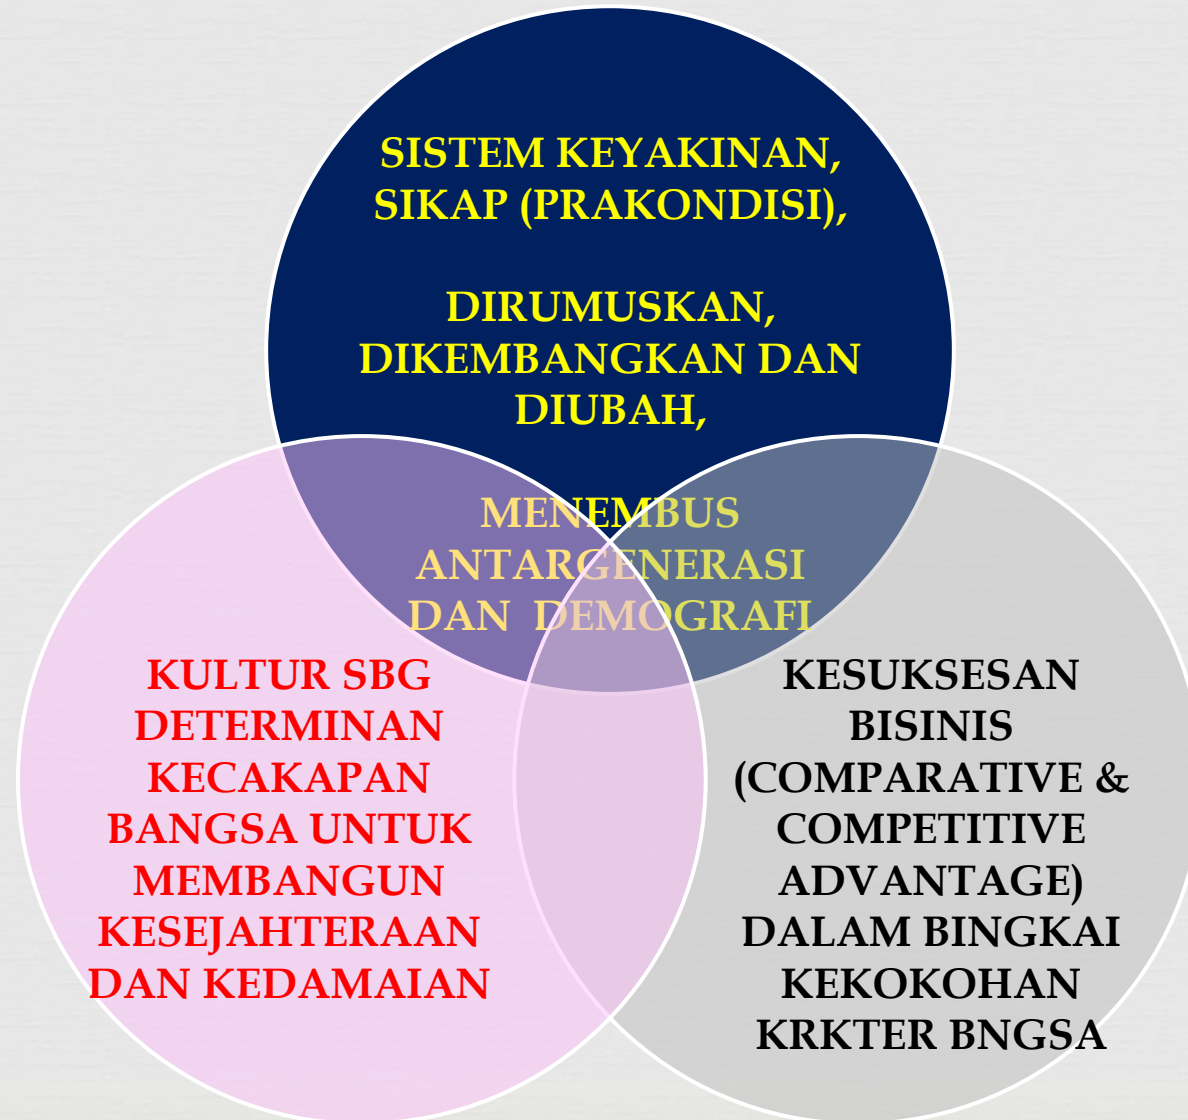 SISTEM KEYAKINAN,
SIKAP (PRAKONDISI),
DIRUMUSKAN,
DIKEMBANGKAN DAN
DIUBAH,
MENEMBUS
ANTARGENERASI
DAN DEMOGRAFI
KULTUR SBG
DETERMINAN
KECAKAPAN
BANGSA UNTUK
MEMBANGUN
KESEJAHTERAAN
DAN KEDAMAIAN
KESUKSESAN
BISINIS
(COMPARATIVE &
COMPETITIVE
ADVANTAGE)
DALAM BINGKAI
KEKOKOHAN
KRKTER BNGSA